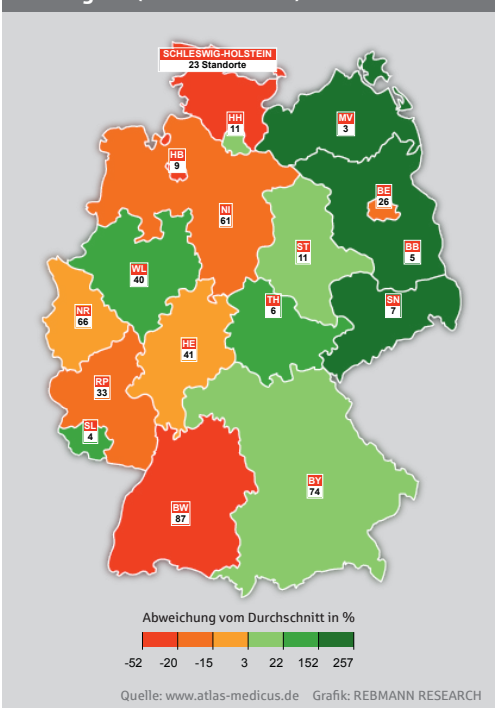 SCHLESWIG-HOLSTEIN
23 Standorte
HH
11
MV
3
HB
9
BE
26
NI
61
ST
11
BB
5
WL
40
TH
6
SN
7
NR
66
HE
41
RP
33
SL
4
BY
74
BW
87
Abweichung vom Durchschnitt in %
-52 -20 -15 3 22 152 257
Quelle: www.atlas-medicus.de Grafik: REBMANN RESEARCH